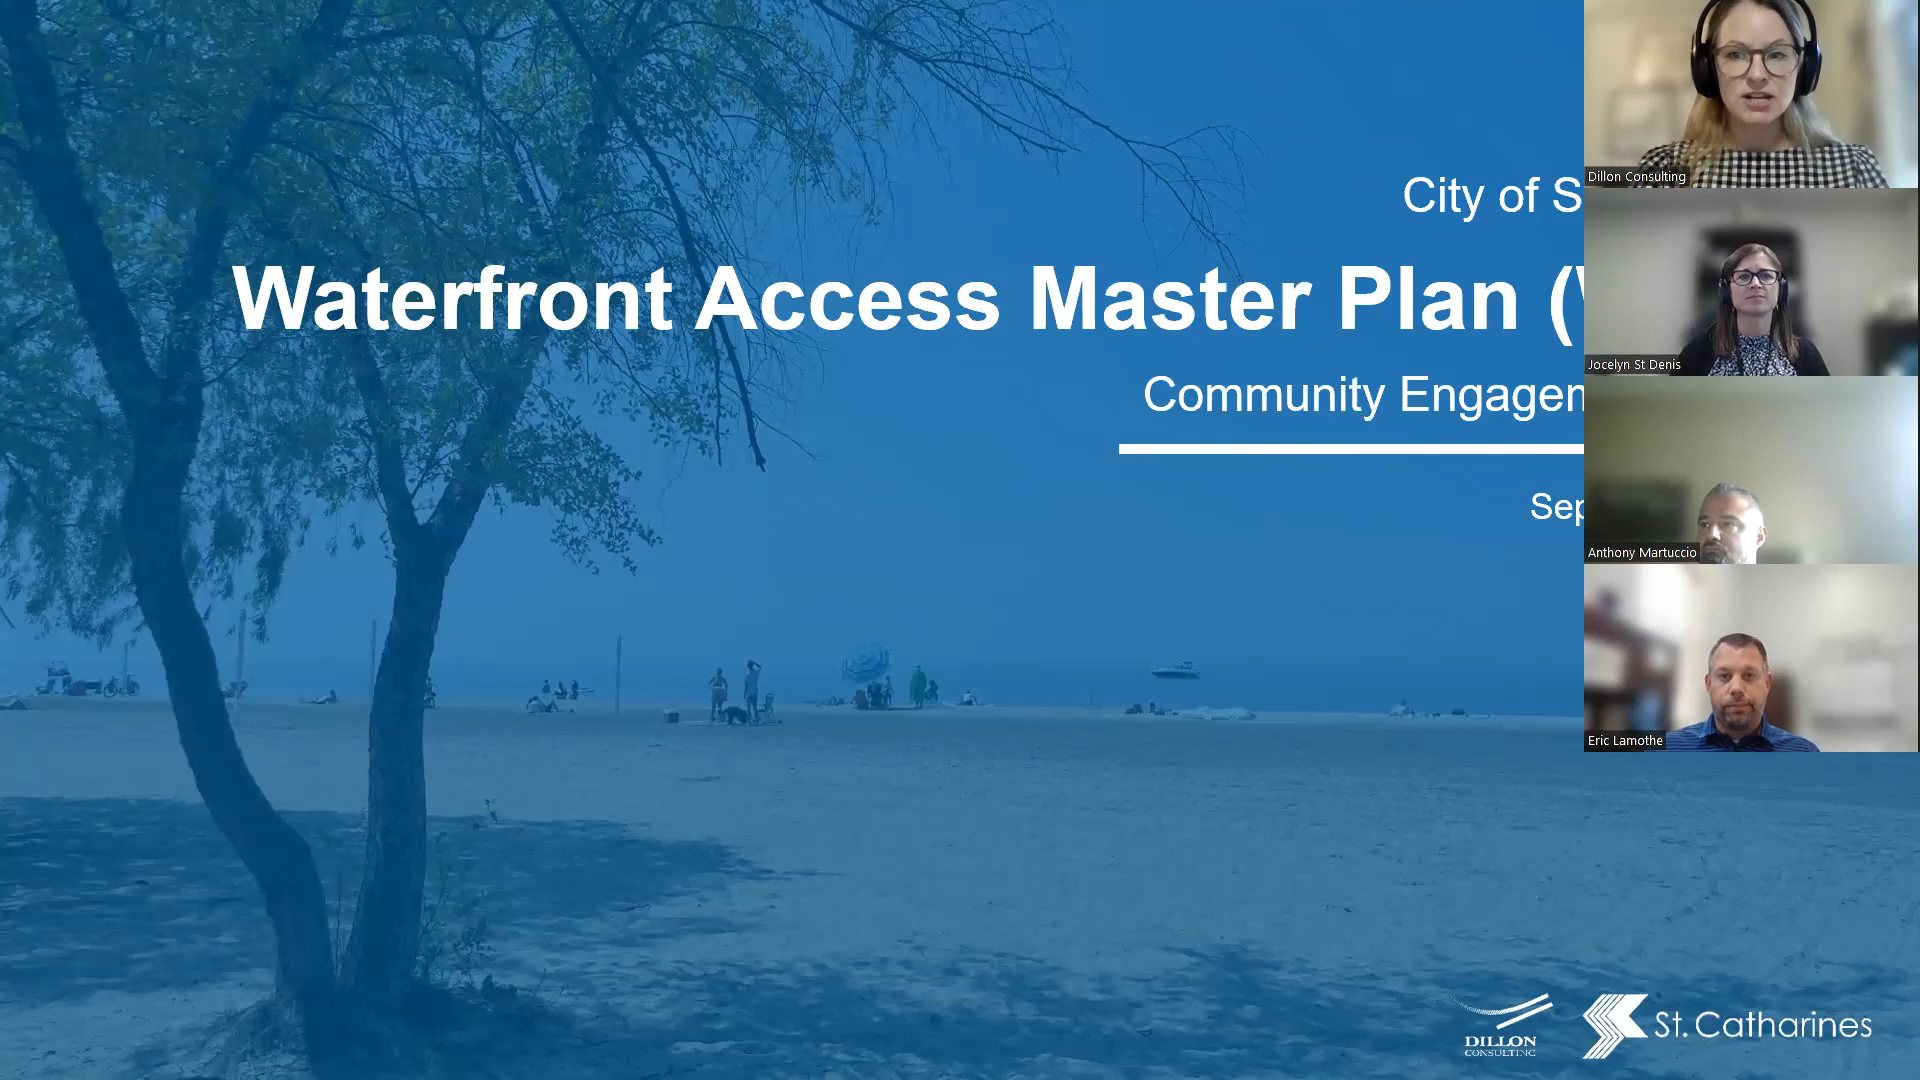 City of S
Waterfront Access Master Plan (
Community Engagem
Sep
Dillon Consulting
Jocelyn St Denis
Anthony Martuccio
Eric Lamothe
DILLON
CONSULTING
St. Catharines